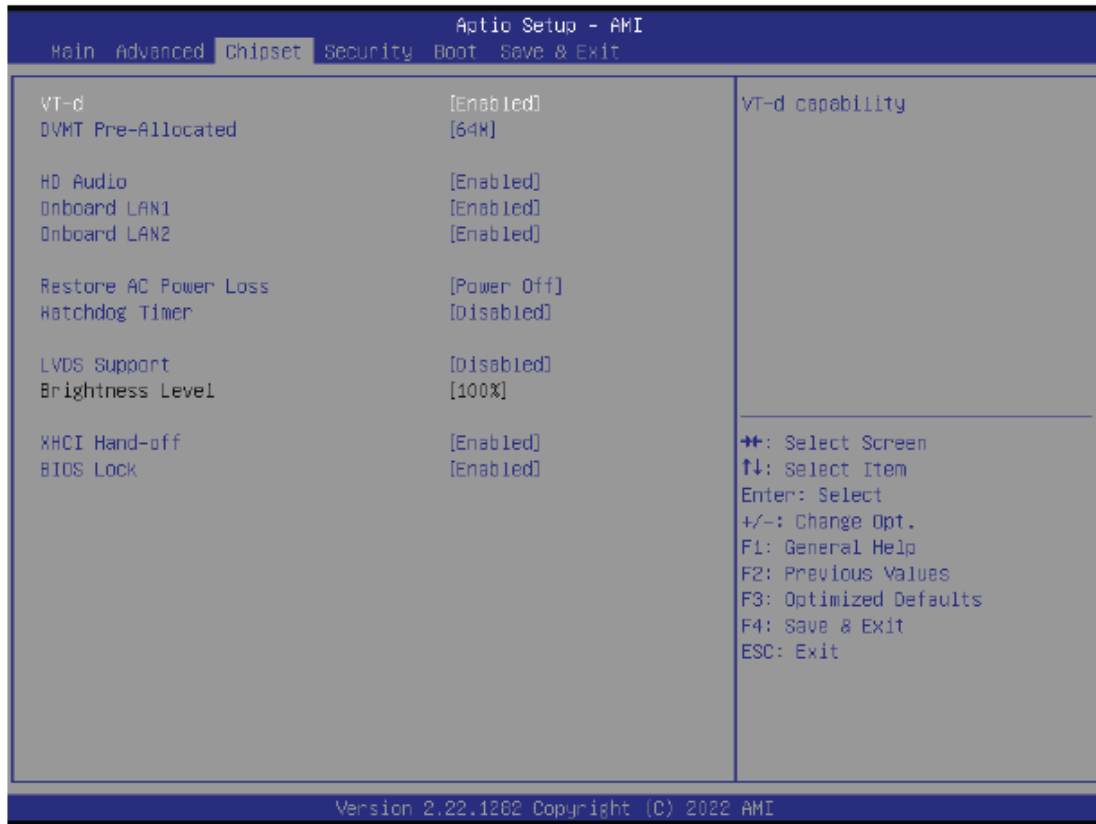 Aptio Setup - AMI
Main Advanced Chipset Security Boot Save & Exit
VT-d [Enabled]
DVMT Pre-Allocated [64M]
HD Audio [Enabled]
Onboard LAN1 [Enabled]
Onboard LAN2 [Enabled]
Restore AC Power Loss [Power Off]
Watchdog Timer [Disabled]
LVDS Support [Disabled]
Brightness Level [100%]
XHCI Hand-off [Enabled]
BIOS Lock [Enabled]
VT-d capability
→←: Select Screen
↑↓: Select Item
Enter: Select
+/-: Change Opt.
F1: General Help
F2: Previous Values
F3: Optimized Defaults
F4: Save & Exit
ESC: Exit
Version 2.22.1282 Copyright (C) 2022 AMI